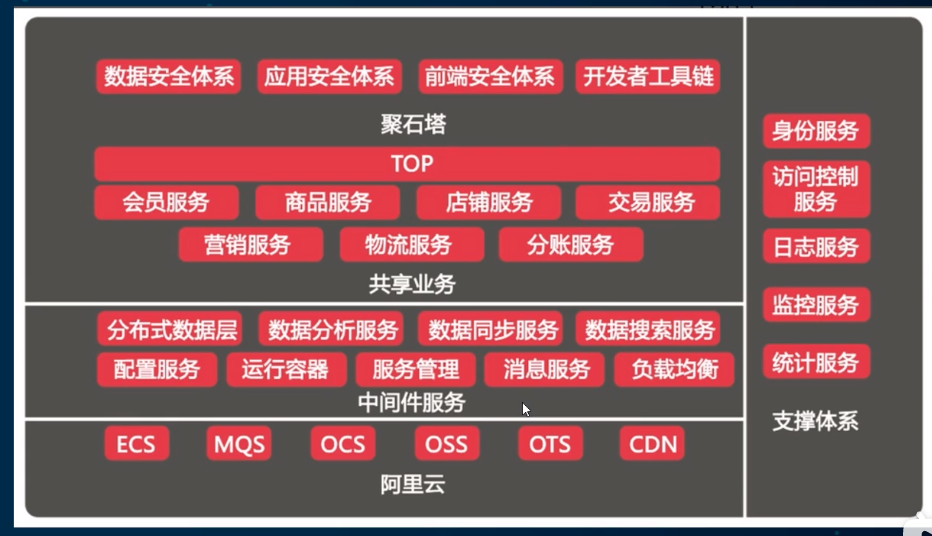 数据安全体系 应用安全体系 前端安全体系 开发者工具链
聚石塔
TOP
会员服务 商品服务 店铺服务 交易服务
营销服务 物流服务 分账服务
共享业务
分布式数据层 数据分析服务 数据同步服务 数据搜索服务
配置服务 运行容器 服务管理 消息服务 负载均衡
中间件服务
ECS MQS OCS OSS OTS CDN
阿里云
身份服务
访问控制
服务
日志服务
监控服务
统计服务
支撑体系